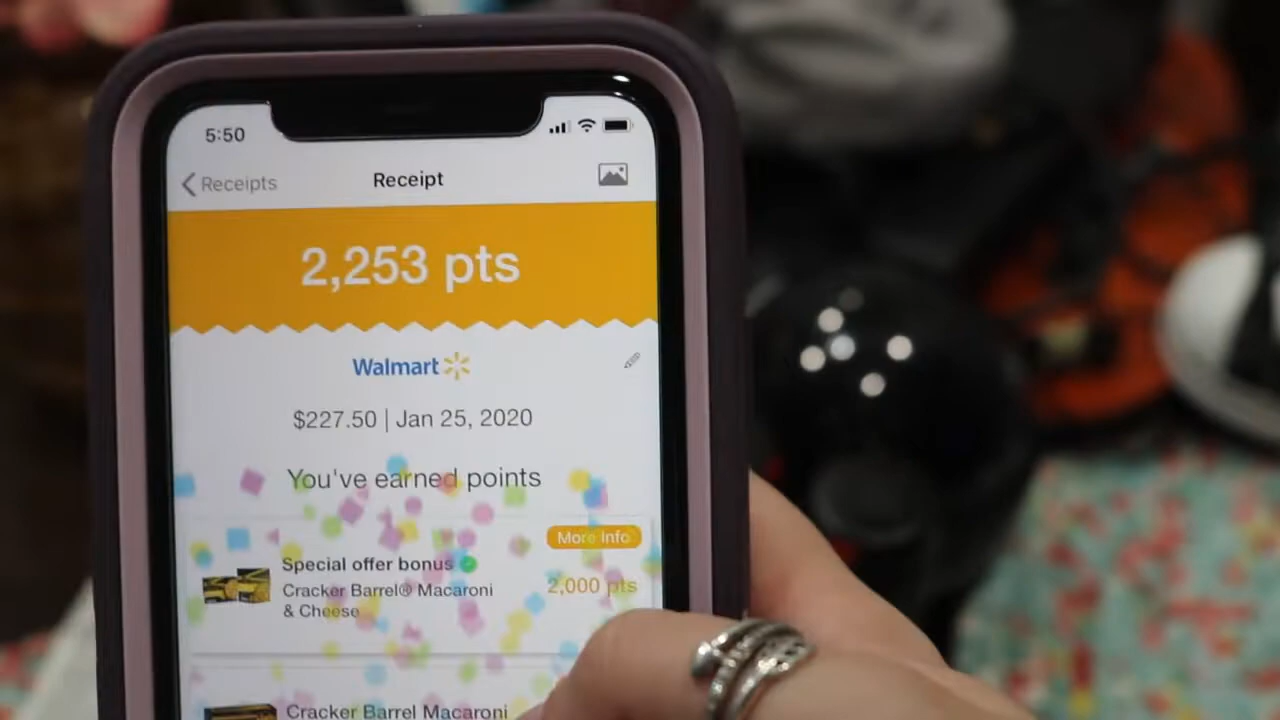 5:50
Receipts
Receipt
2,253 pts
Walmart
$227.50 | Jan 25, 2020
You've earned points
More Info
Special offer bonus
Cracker Barrel® Macaroni
& Cheese
2,000 pts
Cracker Barrel Macaroni